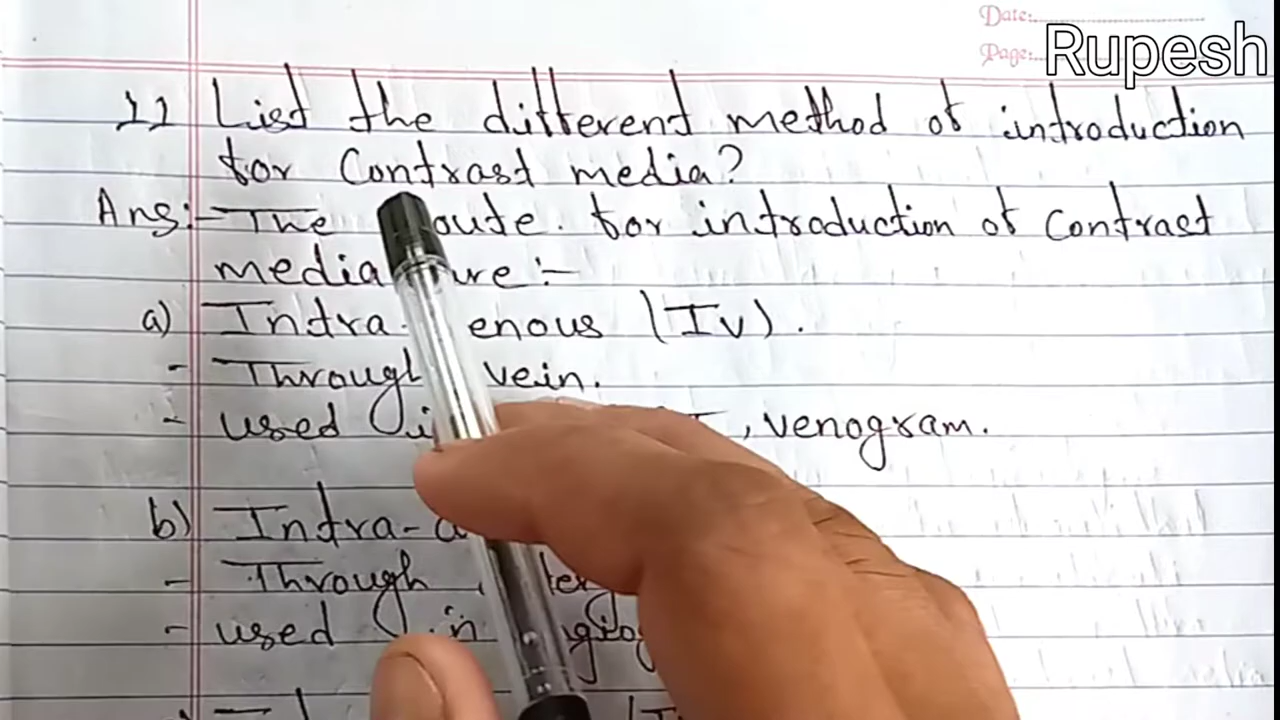 Date:
Page:
Rupesh
11 List the different method of introduction
for Contrast media?
Ans:- The route for introduction of Contrast
media are :-
a) Intra enous (IV).
- Through vein.
- used , venogram.
b) Intra-a
- Through
- used in